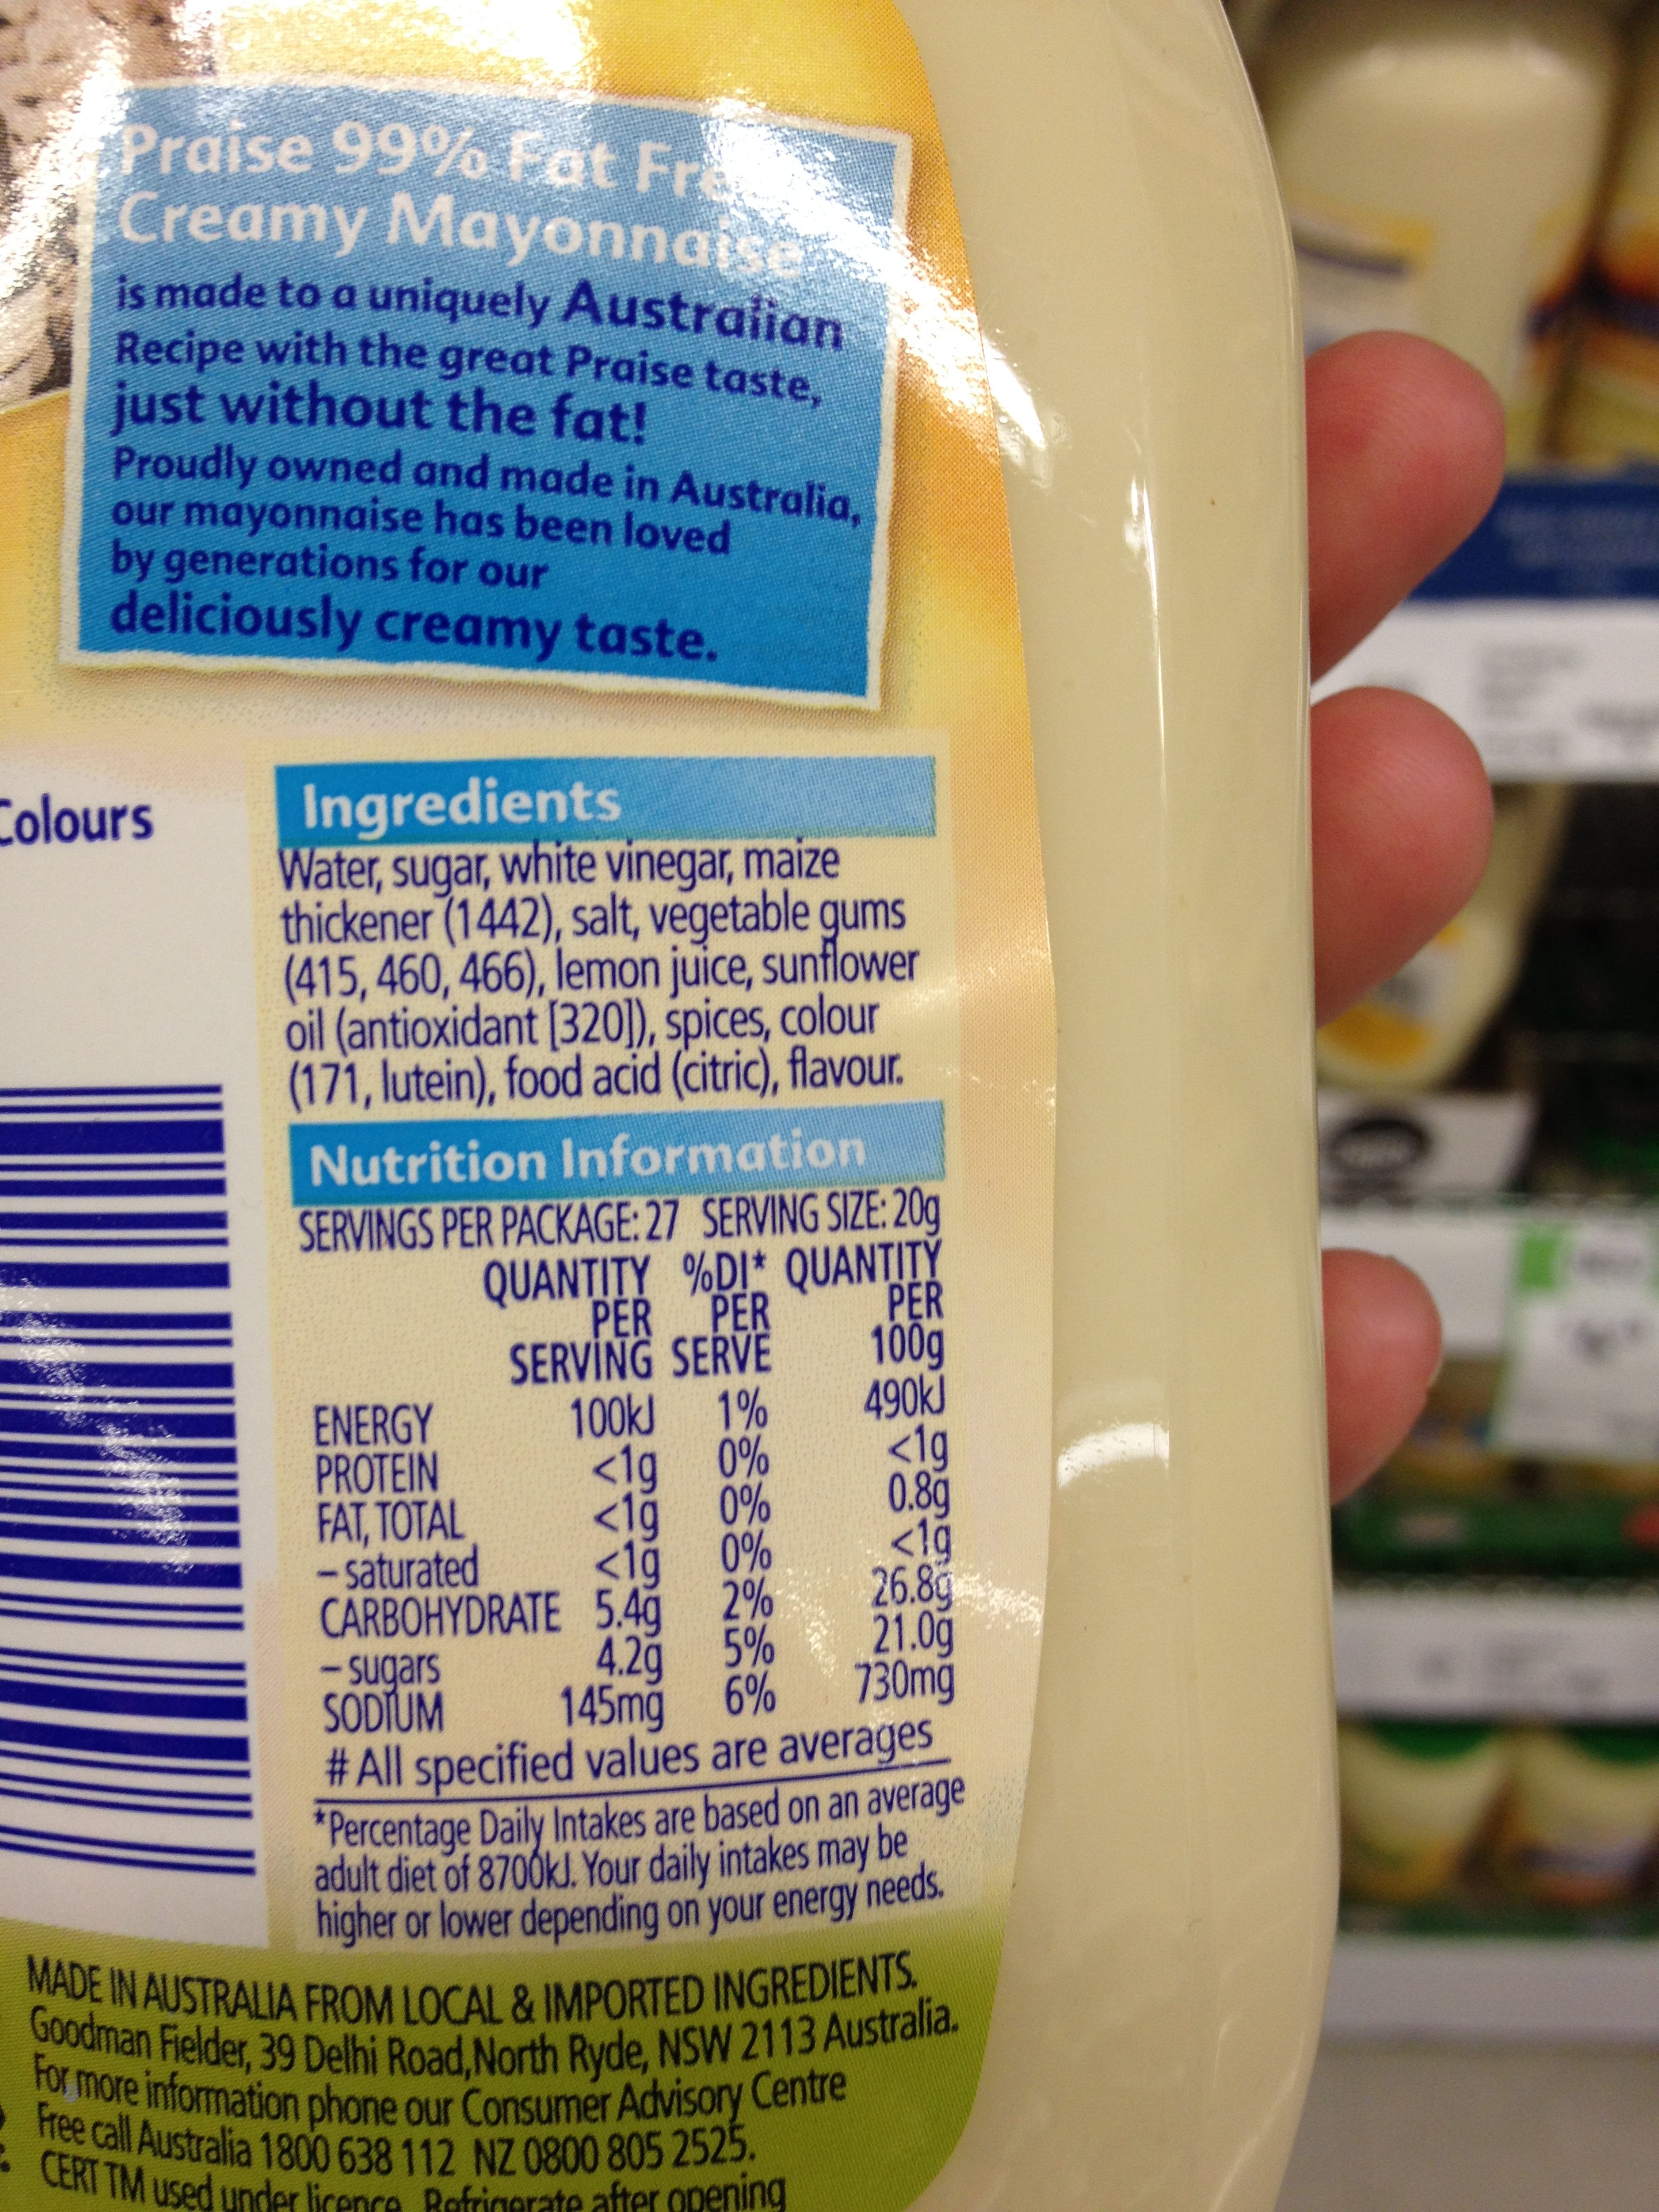 Praise 99% Fat Free
Creamy Mayonnaise
is made to a uniquely Australian
Recipe with the great Praise taste,
just without the fat!
Proudly owned and made in Australia,
our mayonnaise has been loved
by generations for our
deliciously creamy taste.
Colours
Ingredients
Water, sugar, white vinegar, maize
thickener (1442), salt, vegetable gums
(415, 460, 466), lemon juice, sunflower
oil (antioxidant [320]), spices, colour
(171, lutein), food acid (citric), flavour.
Nutrition Information
SERVINGS PER PACKAGE: 27 SERVING SIZE: 20g
QUANTITY %DI* QUANTITY
PER PER PER
SERVING SERVE 100g
ENERGY 100kJ 1% 490kJ
PROTEIN <1g 0% <1g
FAT, TOTAL <1g 0% 0.8g
– saturated <1g 0% <1g
CARBOHYDRATE 5.4g 2% 26.8g
– sugars 4.2g 5% 21.0g
SODIUM 145mg 6% 730mg
# All specified values are averages
*Percentage Daily Intakes are based on an average
adult diet of 8700kJ. Your daily intakes may be
higher or lower depending on your energy needs.
MADE IN AUSTRALIA FROM LOCAL & IMPORTED INGREDIENTS.
Goodman Fielder, 39 Delhi Road, North Ryde, NSW 2113 Australia.
For more information phone our Consumer Advisory Centre
Free call Australia 1800 638 112 NZ 0800 805 2525.
CERT TM used under licence. Refrigerate after opening